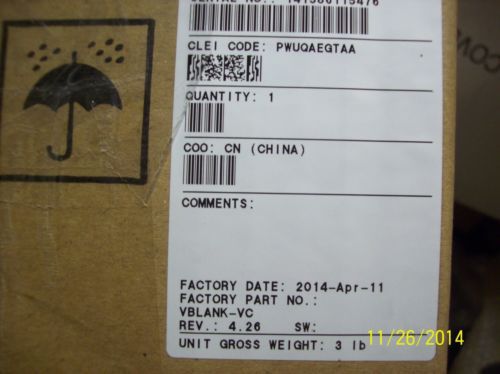 CLEI CODE: PWUQAEGTAA
QUANTITY: 1
COO: CN (CHINA)
COMMENTS:
FACTORY DATE: 2014-Apr-11
FACTORY PART NO.:
VBLANK-VC
REV.: 4.26 SW:
UNIT GROSS WEIGHT: 3 lb
11/26/2014